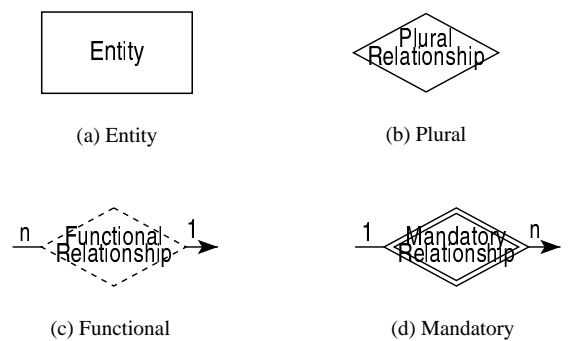 Entity
Plural
Relationship
(a) Entity
(b) Plural
n
Functional
Relationship
1
1
Mandatory
Relationship
n
(c) Functional
(d) Mandatory